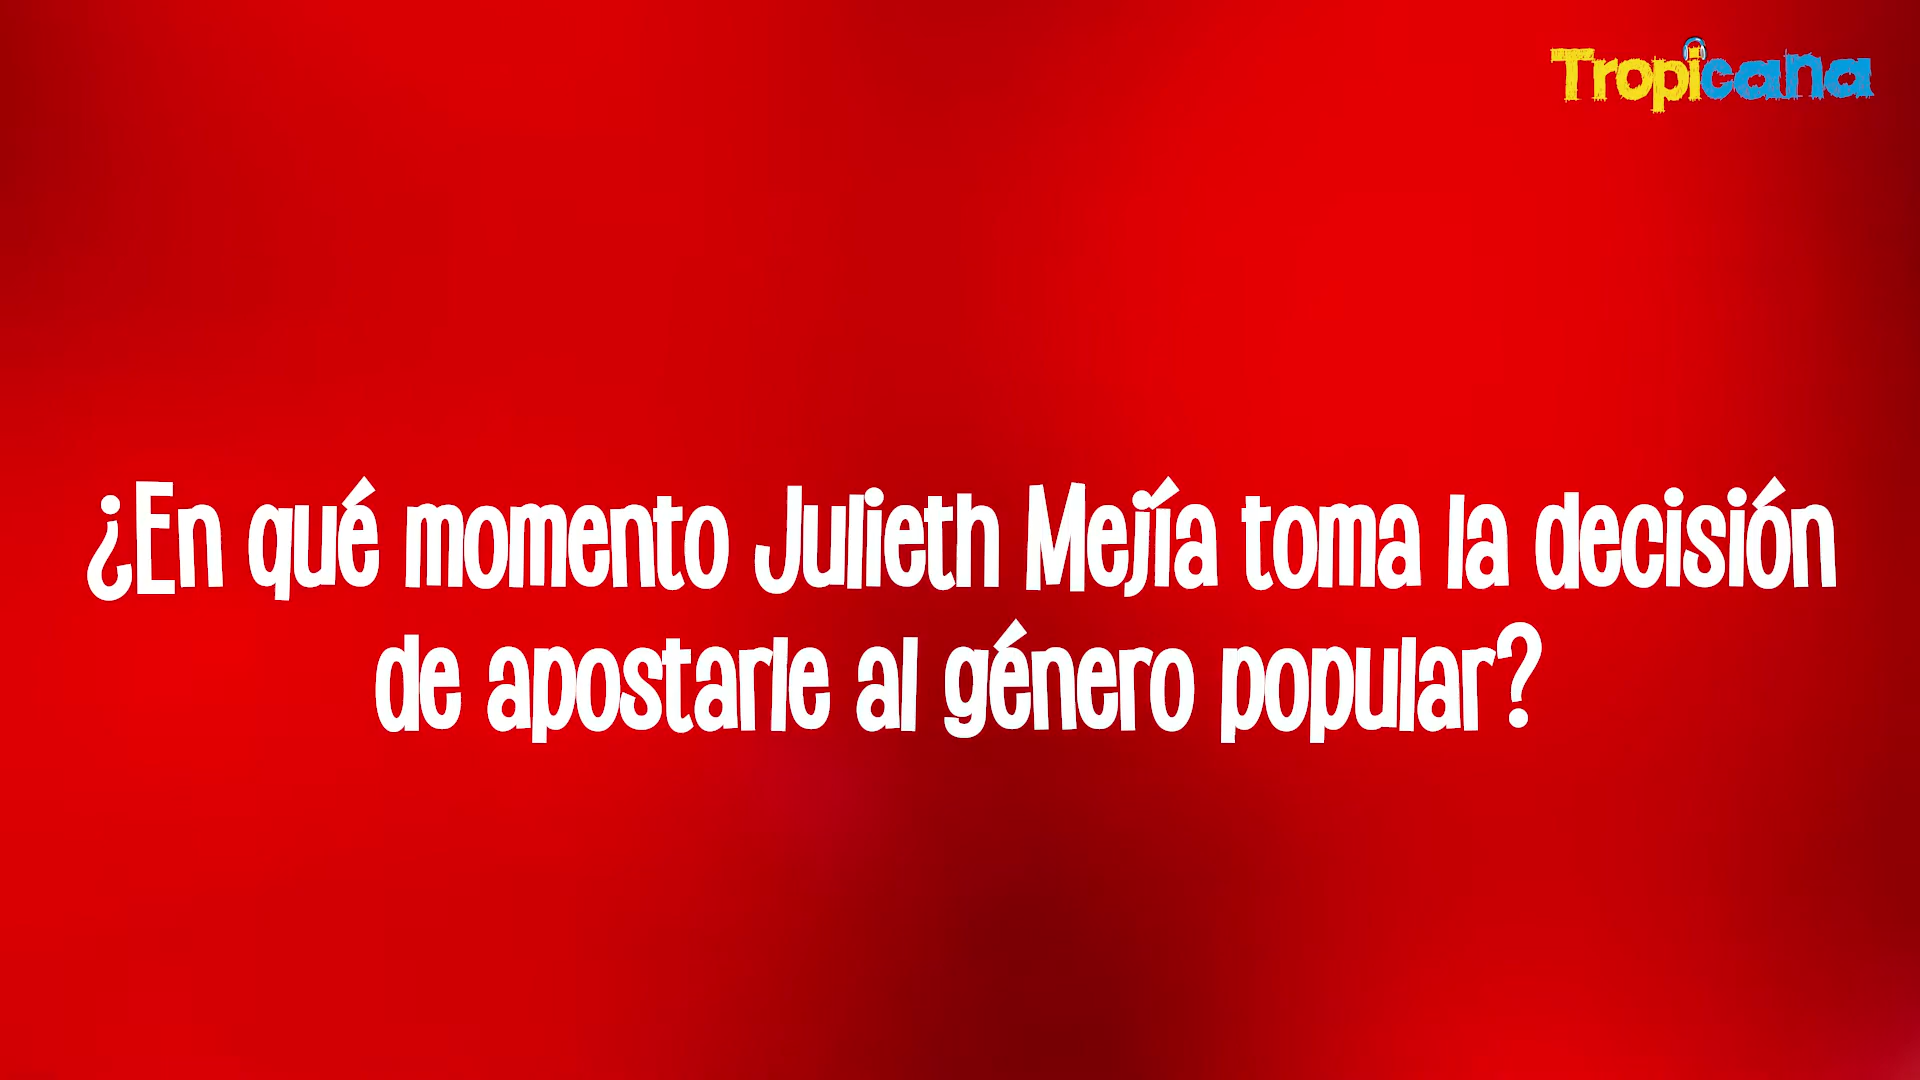 Tropicana
¿En qué momento Julieth Mejía toma la decisión
de apostarle al género popular?